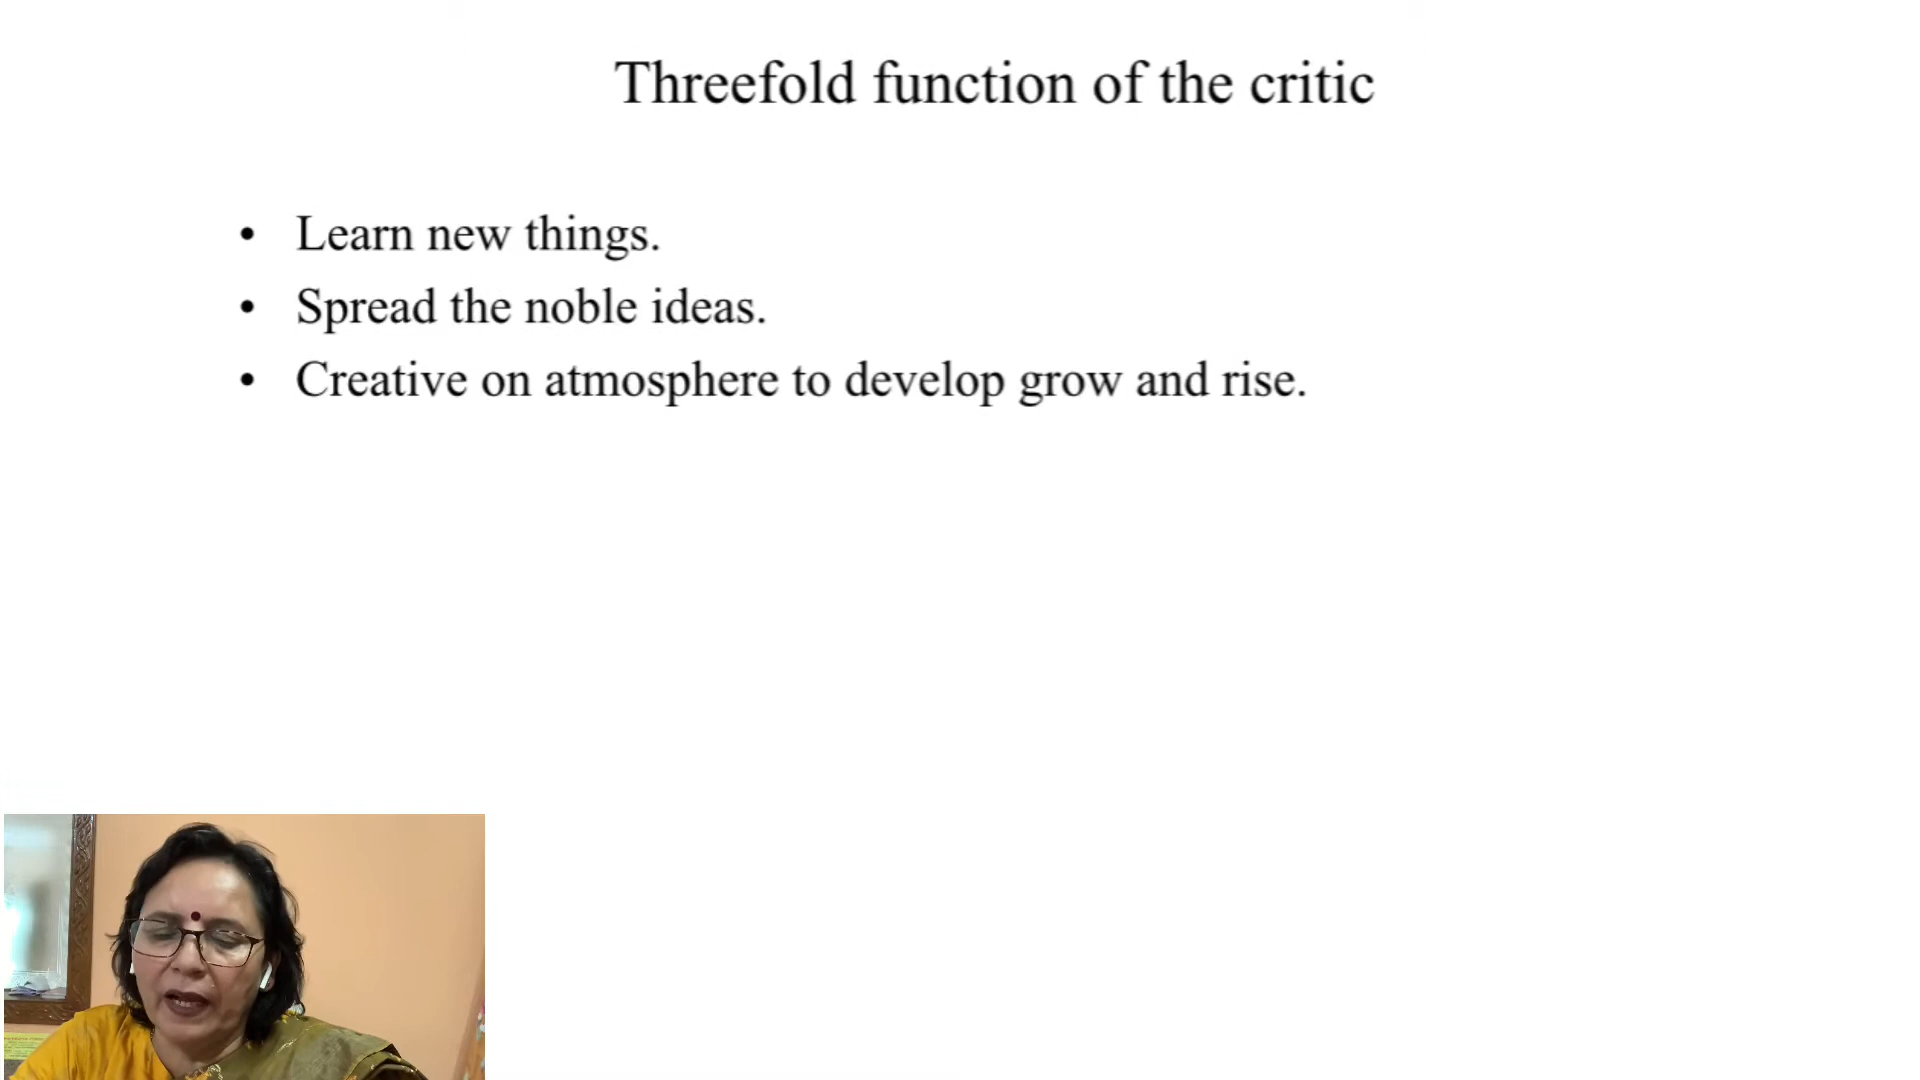 Threefold function of the critic
• Learn new things.
• Spread the noble ideas.
• Creative on atmosphere to develop grow and rise.